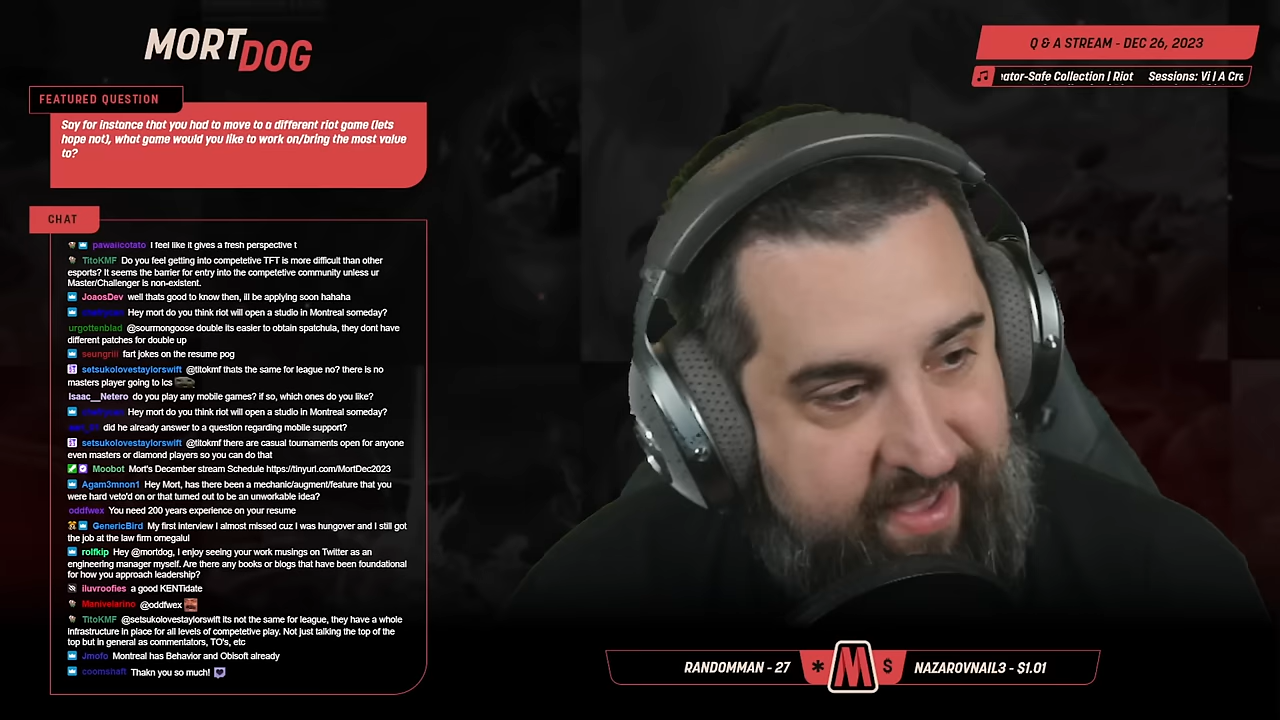 MORTDOG
Q & A STREAM - DEC 26, 2023
ator-Safe Collection | Riot Sessions: Vi | A Cre
FEATURED QUESTION
Say for instance that you had to move to a different riot game (lets
hope not), what game would you like to work on/bring the most value
to?
CHAT
pawaiicotato I feel like it gives a fresh perspective t
TitoKMF Do you feel getting into competetive TFT is more difficult than other
esports? It seems the barrier for entry into the competetive community unless ur
Master/Challenger is non-existent.
JoaosDev well thats good to know then, ill be applying soon hahaha
Hey mort do you think riot will open a studio in Montreal someday?
urgottenblad @sourmongoose double its easier to obtain spatchula, they dont have
different patches for double up
seungriii fart jokes on the resume pog
setsukolovestaylorswift @titokmf thats the same for league no? there is no
masters player going to lcs
Isaac__Netero do you play any mobile games? if so, which ones do you like?
Hey mort do you think riot will open a studio in Montreal someday?
did he already answer to a question regarding mobile support?
setsukolovestaylorswift @titokmf there are casual tournaments open for anyone
even masters or diamond players so you can do that
Moobot Mort's December stream Schedule https://tinyurl.com/MortDec2023
Agam3mnon1 Hey Mort, has there been a mechanic/augment/feature that you
were hard veto'd on or that turned out to be an unworkable idea?
oddfwex You need 200 years experience on your resume
GenericBird My first interview I almost missed cuz I was hungover and I still got
the job at the law firm omegalul
rolfkip Hey @mortdog, I enjoy seeing your work musings on Twitter as an
engineering manager myself. Are there any books or blogs that have been foundational
for how you approach leadership?
iluvroofies a good KENTidate
Manivelarino @oddfwex
TitoKMF @setsukolovestaylorswift its not the same for league, they have a whole
infrastructure in place for all levels of competetive play. Not just talking the top of the
top but in general as commentators, TO's, etc
Jmofo Montreal has Behavior and Obisoft already
coomshaft Thakn you so much!
RANDOMMAN - 27 * M $ NAZAROVNAIL3 - $1.01